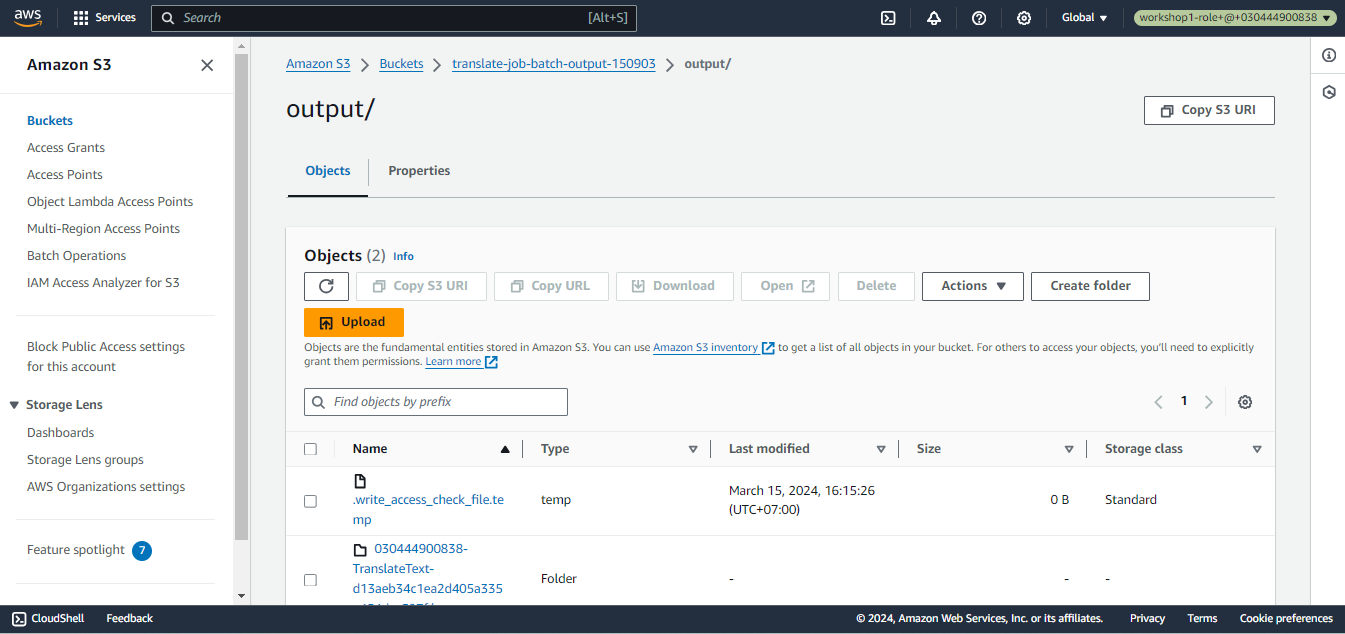 aws
Services
Search
[Alt+S]
Global
workshop1-role+@+030444900838
Amazon S3
Buckets
Access Grants
Access Points
Object Lambda Access Points
Multi-Region Access Points
Batch Operations
IAM Access Analyzer for S3
Block Public Access settings
for this account
Storage Lens
Dashboards
Storage Lens groups
AWS Organizations settings
Feature spotlight 7
Amazon S3 > Buckets > translate-job-batch-output-150903 > output/
output/
Copy S3 URI
Objects
Properties
Objects (2) Info
Copy S3 URI
Copy URL
Download
Open
Delete
Actions
Create folder
Upload
Objects are the fundamental entities stored in Amazon S3. You can use Amazon S3 inventory to get a list of all objects in your bucket. For others to access your objects, you'll need to explicitly
grant them permissions. Learn more
Find objects by prefix
1
Name
Type
Last modified
Size
Storage class
.write_access_check_file.te
mp
temp
March 15, 2024, 16:15:26
(UTC+07:00)
0 B
Standard
030444900838-
TranslateText-
d13aeb34c1ea2d405a335
Folder
-
-
-
CloudShell
Feedback
© 2024, Amazon Web Services, Inc. or its affiliates.
Privacy
Terms
Cookie preferences